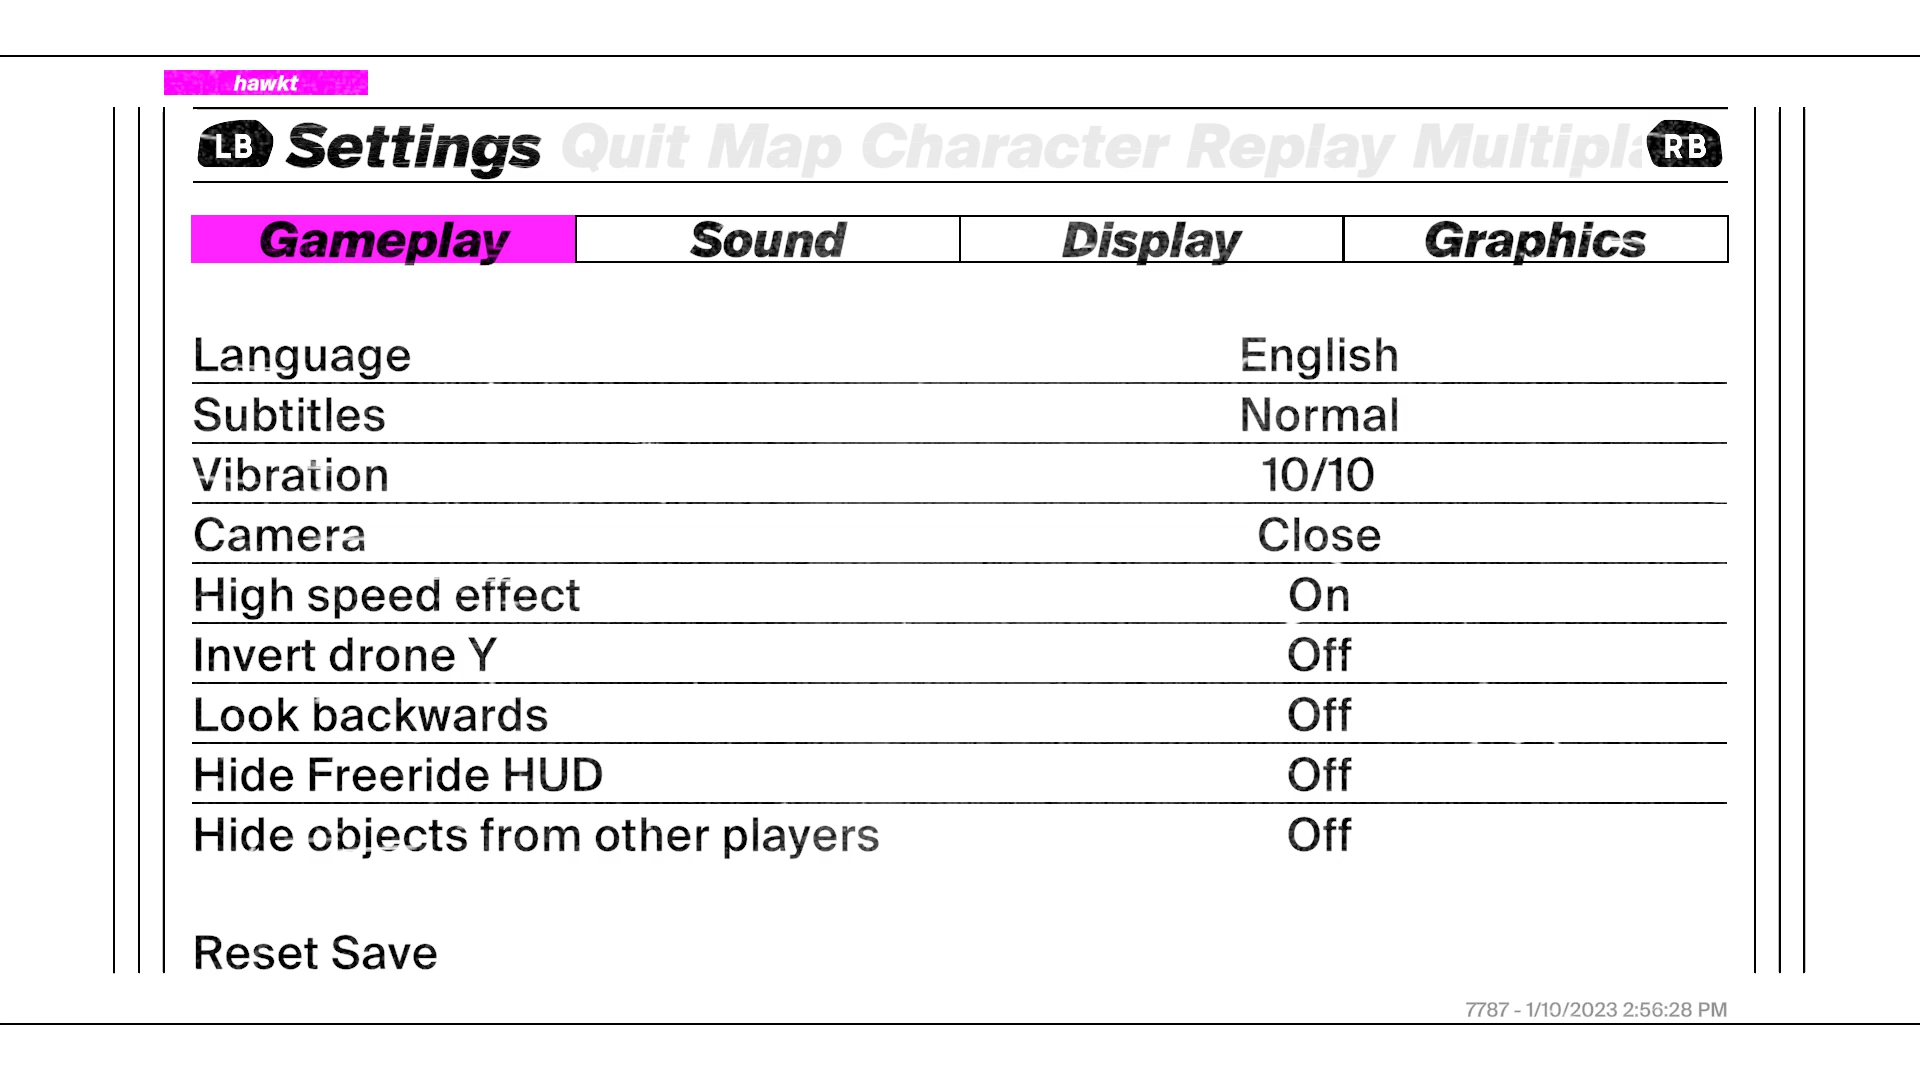 hawkt
LB Settings Quit Map Character Replay Multipla RB
Gameplay Sound Display Graphics
Language English
Subtitles Normal
Vibration 10/10
Camera Close
High speed effect On
Invert drone Y Off
Look backwards Off
Hide Freeride HUD Off
Hide objects from other players Off
Reset Save
7787 - 1/10/2023 2:56:28 PM